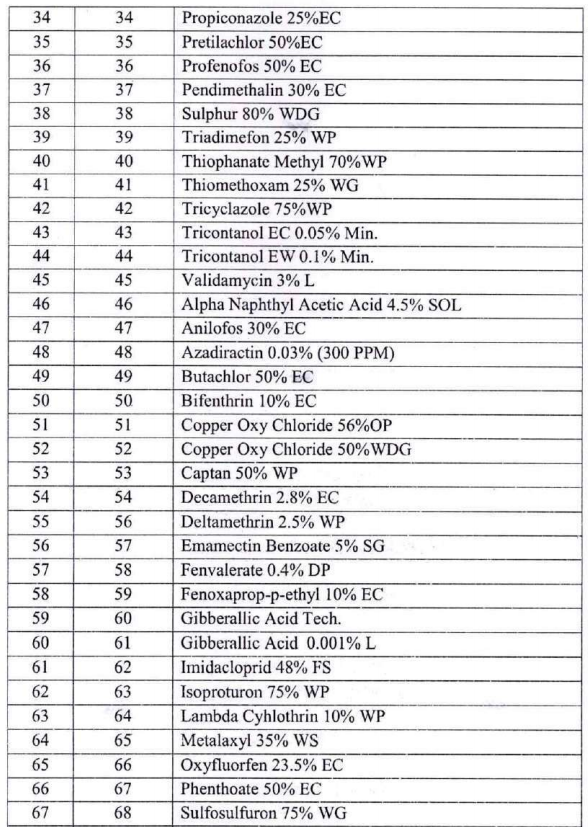 34 34 Propiconazole 25%EC
35 35 Pretilachlor 50%EC
36 36 Profenofos 50% EC
37 37 Pendimethalin 30% EC
38 38 Sulphur 80% WDG
39 39 Triadimefon 25% WP
40 40 Thiophanate Methyl 70%WP
41 41 Thiomethoxam 25% WG
42 42 Tricyclazole 75%WP
43 43 Tricontanol EC 0.05% Min.
44 44 Tricontanol EW 0.1% Min.
45 45 Validamycin 3% L
46 46 Alpha Naphthyl Acetic Acid 4.5% SOL
47 47 Anilofos 30% EC
48 48 Azadiractin 0.03% (300 PPM)
49 49 Butachlor 50% EC
50 50 Bifenthrin 10% EC
51 51 Copper Oxy Chloride 56%OP
52 52 Copper Oxy Chloride 50%WDG
53 53 Captan 50% WP
54 54 Decamethrin 2.8% EC
55 56 Deltamethrin 2.5% WP
56 57 Emamectin Benzoate 5% SG
57 58 Fenvalerate 0.4% DP
58 59 Fenoxaprop-p-ethyl 10% EC
59 60 Gibberallic Acid Tech.
60 61 Gibberallic Acid 0.001% L
61 62 Imidacloprid 48% FS
62 63 Isoproturon 75% WP
63 64 Lambda Cyhlothrin 10% WP
64 65 Metalaxyl 35% WS
65 66 Oxyfluorfen 23.5% EC
66 67 Phenthoate 50% EC
67 68 Sulfosulfuron 75% WG